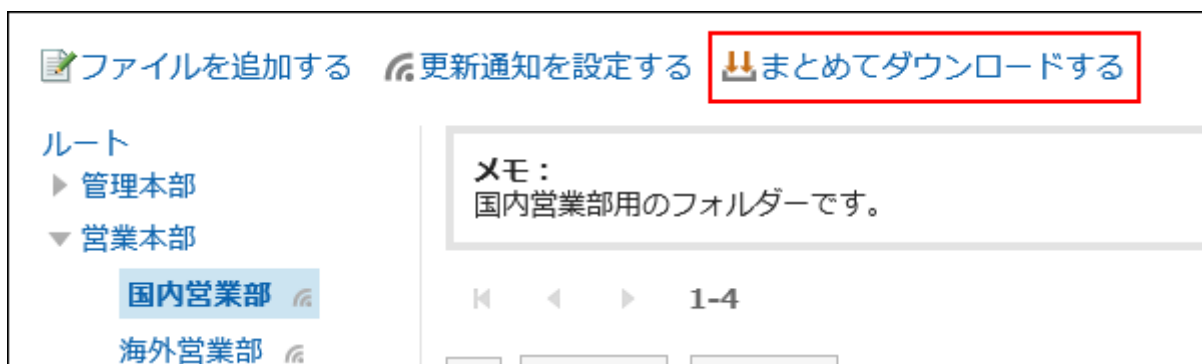 ファイルを追加する 更新通知を設定する まとめてダウンロードする
ルート
管理本部
営業本部
国内営業部
海外営業部
メモ：
国内営業部用のフォルダーです。
1-4